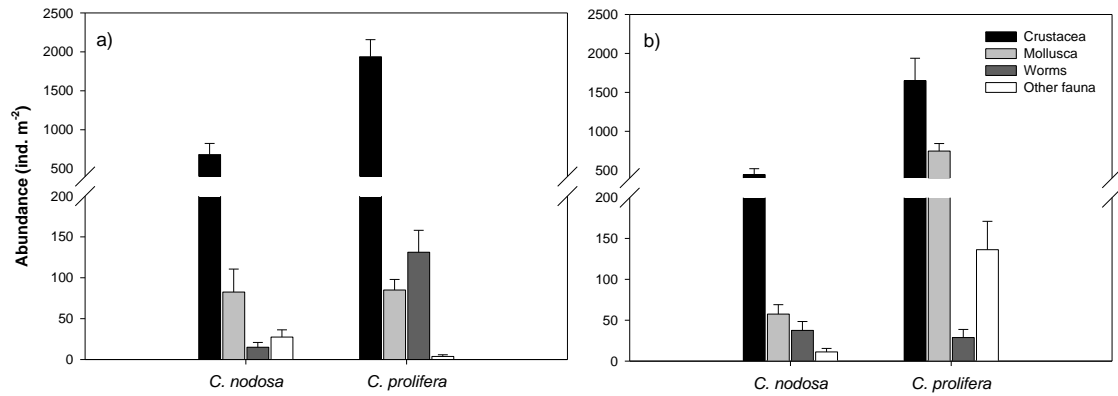 a)
2500
2000
1500
1000
500
200
150
100
50
0
Abundance (ind. m-2)
C. nodosa
C. prolifera
b)
2500
2000
1500
1000
500
200
150
100
50
0
Crustacea
Mollusca
Worms
Other fauna
C. nodosa
C. prolifera